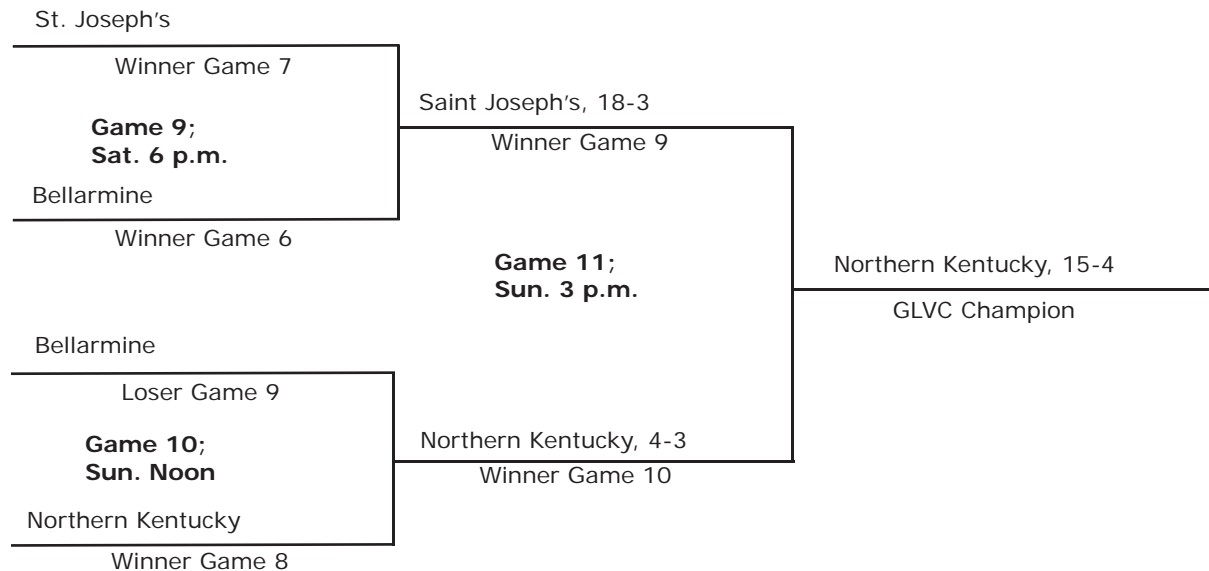 St. Joseph's
Winner Game 7
Game 9;
Sat. 6 p.m.
Bellarmine
Winner Game 6
Saint Joseph's, 18-3
Winner Game 9
Game 11;
Sun. 3 p.m.
Northern Kentucky, 15-4
GLVC Champion
Bellarmine
Loser Game 9
Game 10;
Sun. Noon
Northern Kentucky
Winner Game 8
Northern Kentucky, 4-3
Winner Game 10